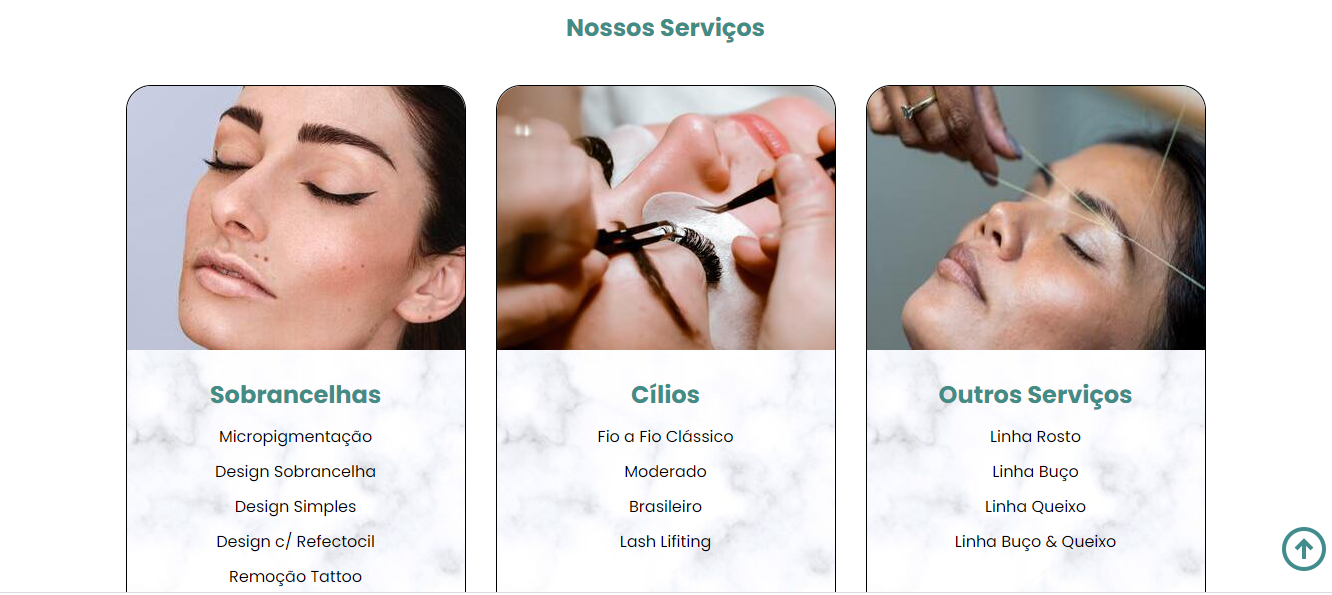 Nossos Serviços
Sobrancelhas
Micropigmentação
Design Sobrancelha
Design Simples
Design c/ Refectocil
Remoção Tattoo
Cílios
Fio a Fio Clássico
Moderado
Brasileiro
Lash Lifiting
Outros Serviços
Linha Rosto
Linha Buço
Linha Queixo
Linha Buço & Queixo